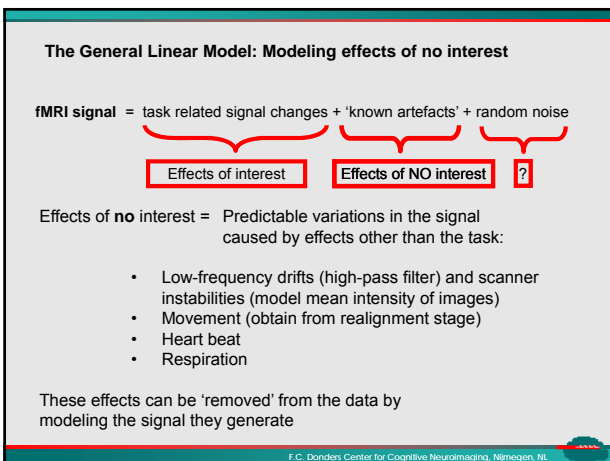 The General Linear Model: Modeling effects of no interest
fMRI signal = task related signal changes + ‘known artefacts’ + random noise
Effects of interest Effects of NO interest ?
Effects of no interest = Predictable variations in the signal
caused by effects other than the task:
• Low-frequency drifts (high-pass filter) and scanner
instabilities (model mean intensity of images)
• Movement (obtain from realignment stage)
• Heart beat
• Respiration
These effects can be ‘removed’ from the data by
modeling the signal they generate
F.C. Donders Center for Cognitive Neuroimaging, Nijmegen, NL